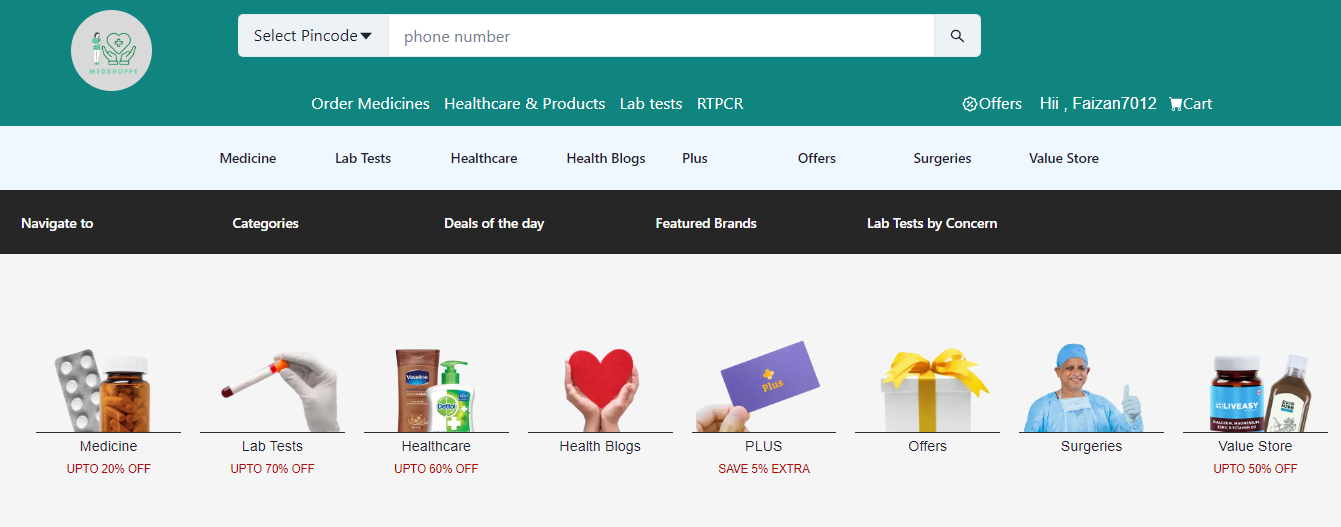 Select Pincode
phone number
MEDSHOPPE
Order Medicines Healthcare & Products Lab tests RTPCR Offers Hii , Faizan7012 Cart
Medicine Lab Tests Healthcare Health Blogs Plus Offers Surgeries Value Store
Navigate to Categories Deals of the day Featured Brands Lab Tests by Concern
Vaseline
Dettol
Plus
LIVEASY
Medicine Lab Tests Healthcare Health Blogs PLUS Offers Surgeries Value Store
UPTO 20% OFF UPTO 70% OFF UPTO 60% OFF SAVE 5% EXTRA UPTO 50% OFF